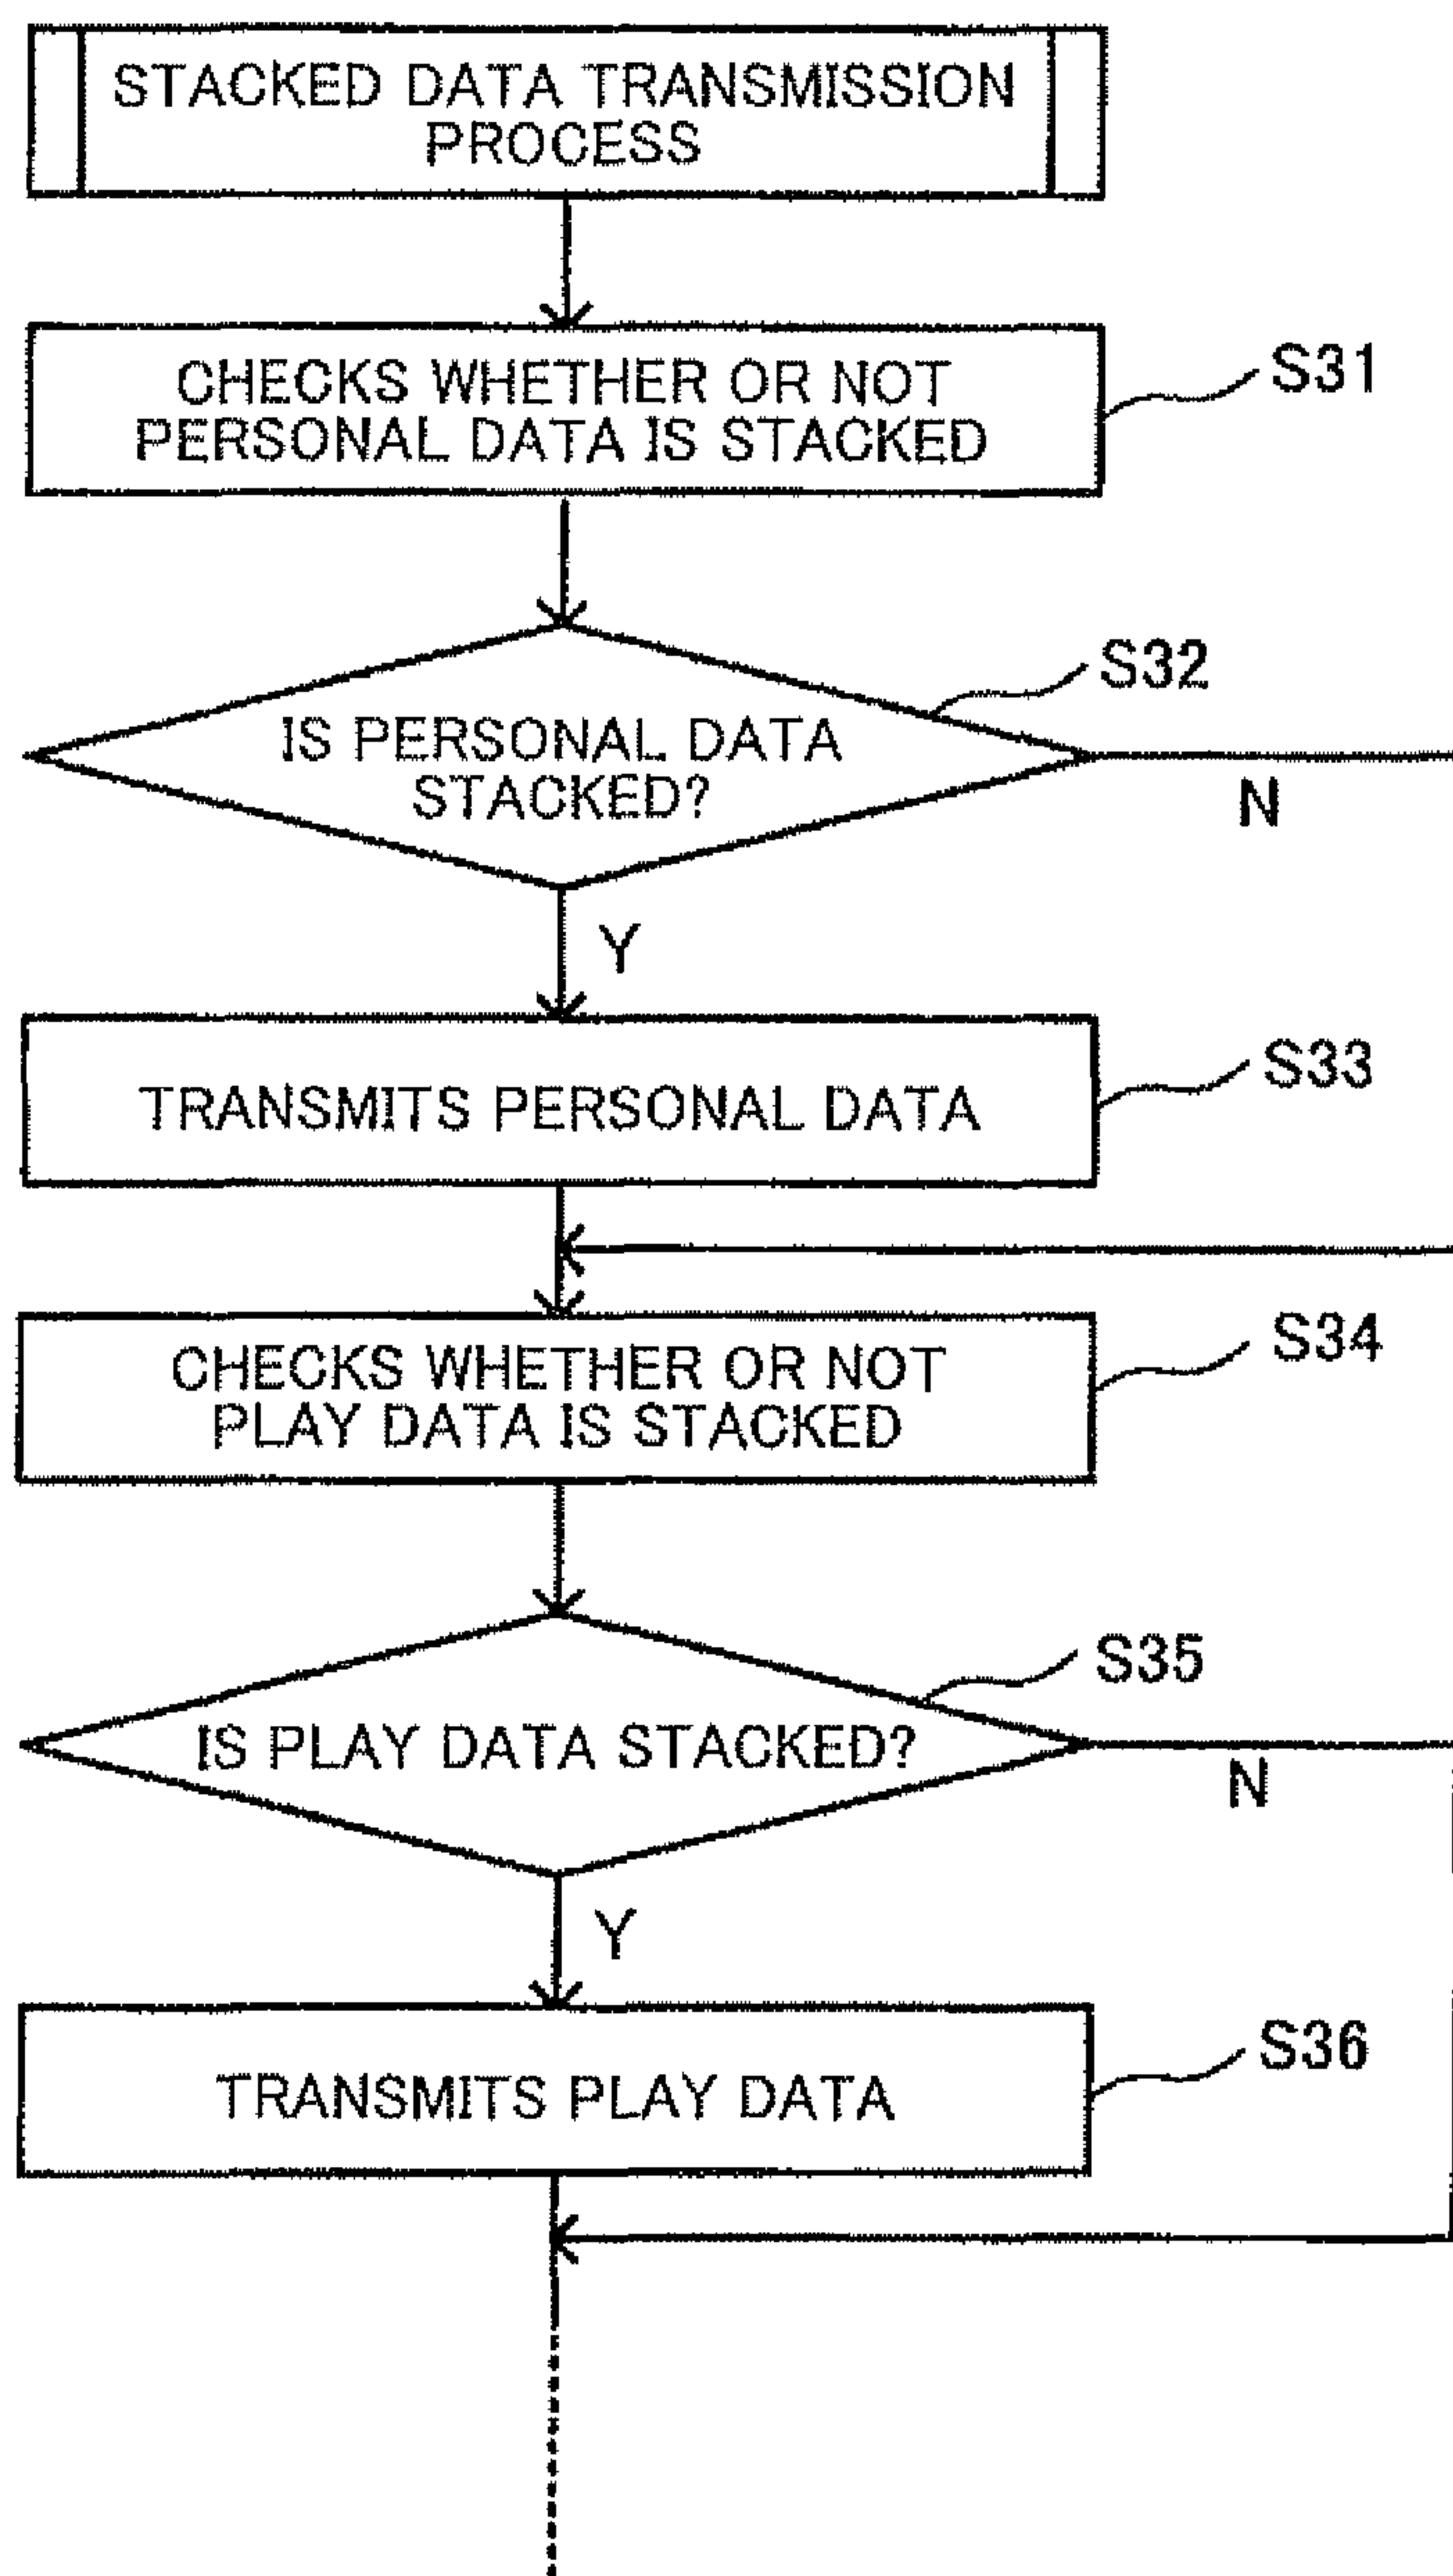 STACKED DATA TRANSMISSION
PROCESS
CHECKS WHETHER OR NOT
PERSONAL DATA IS STACKED
S31
IS PERSONAL DATA
STACKED?
S32
N
Y
TRANSMITS PERSONAL DATA
S33
CHECKS WHETHER OR NOT
PLAY DATA IS STACKED
S34
IS PLAY DATA STACKED?
S35
N
Y
TRANSMITS PLAY DATA
S36